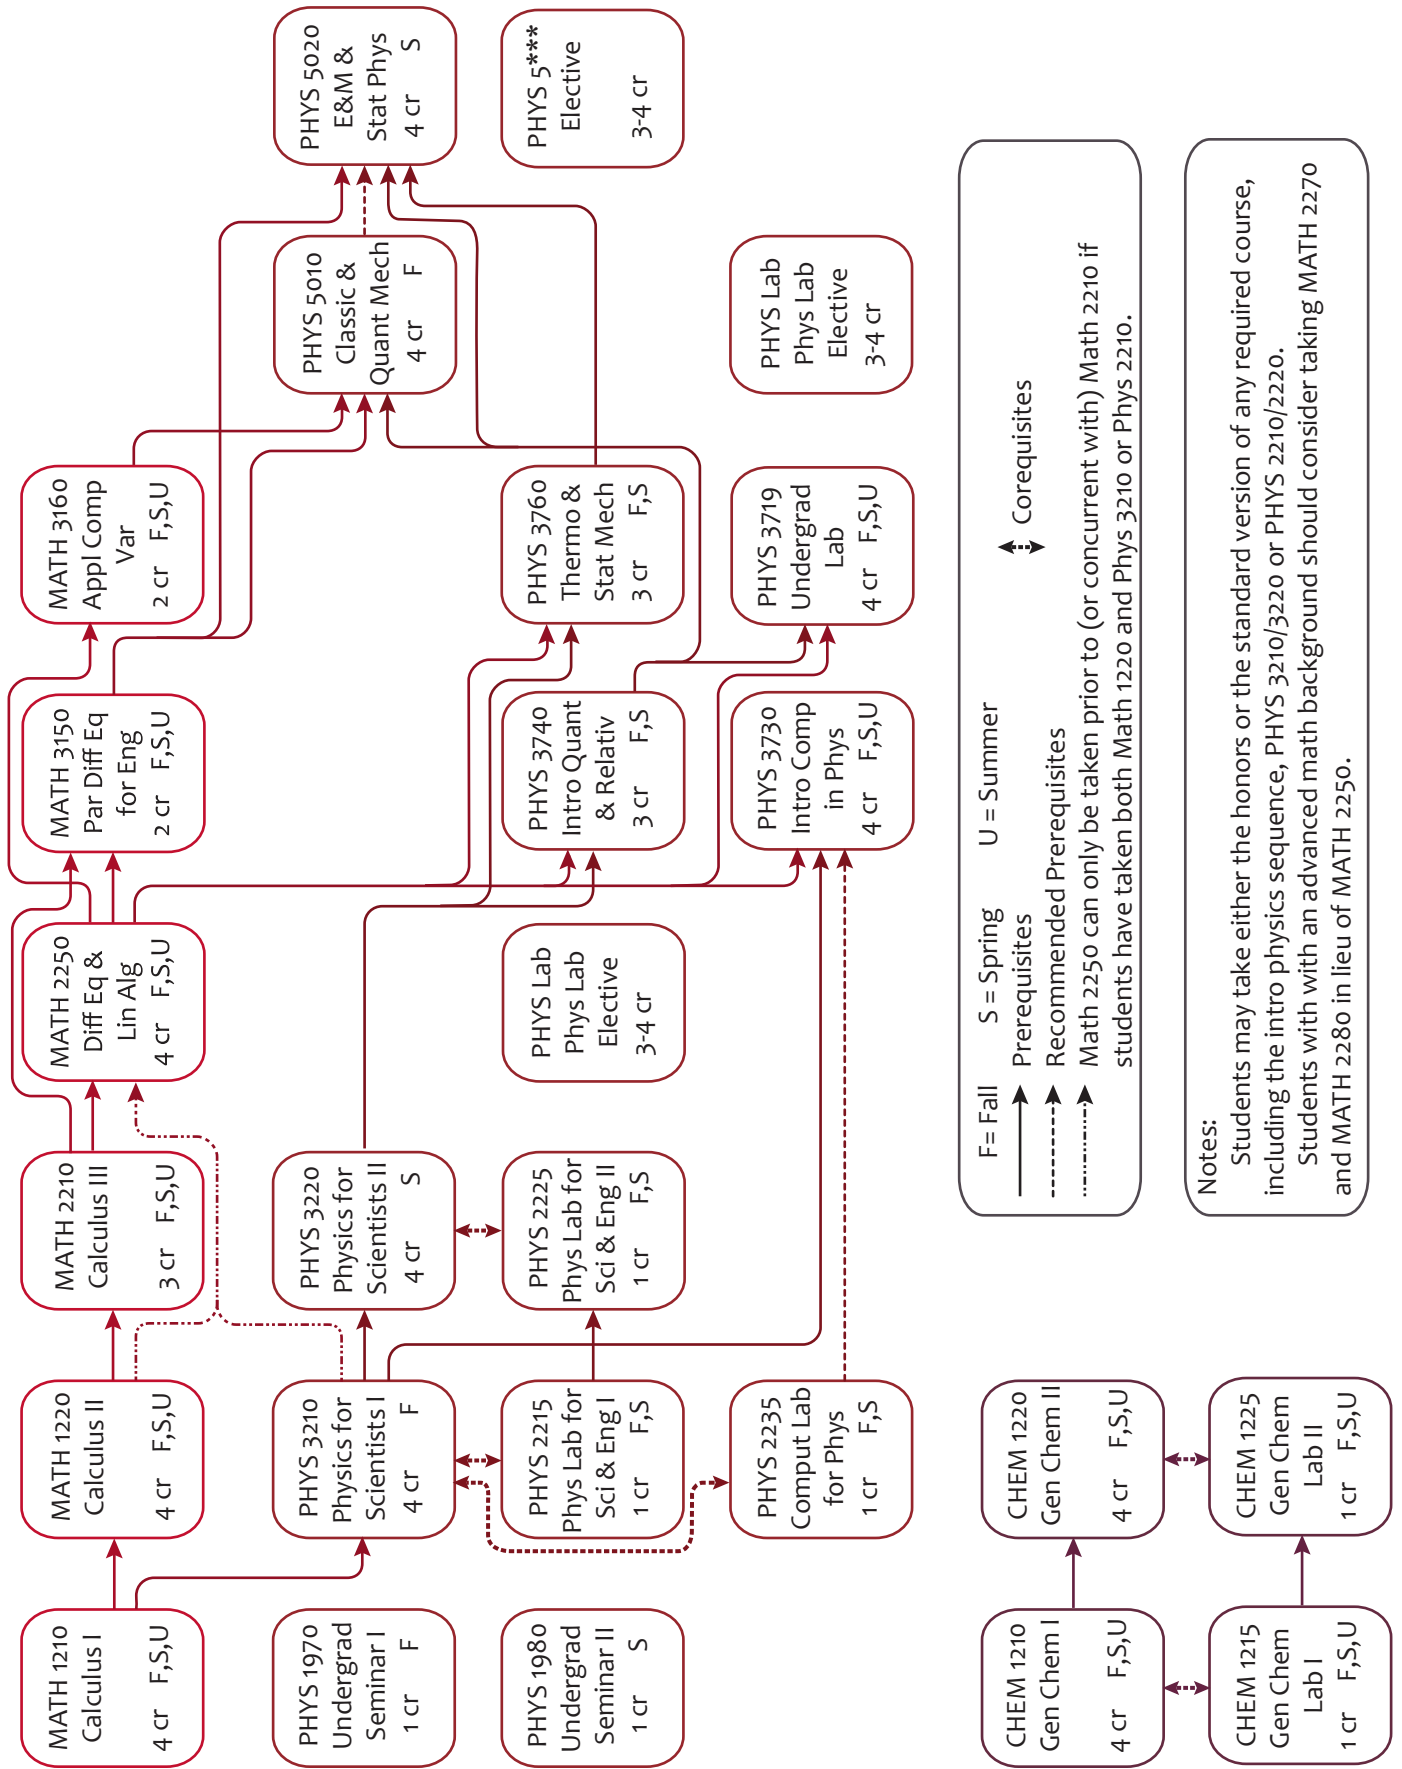 MATH 1210
Calculus I
4 cr F,S,U
MATH 1220
Calculus II
4 cr F,S,U
MATH 2210
Calculus III
3 cr F,S,U
MATH 2250
Diff Eq &
Lin Alg
4 cr F,S,U
MATH 3150
Par Diff Eq
for Eng
2 cr F,S,U
MATH 3160
Appl Comp
Var
2 cr F,S,U
PHYS 1970
Undergrad
Seminar I
1 cr F
PHYS 3210
Physics for
Scientists I
4 cr F
PHYS 3220
Physics for
Scientists II
4 cr S
PHYS 5010
Classic &
Quant Mech
4 cr F
PHYS 5020
E&M &
Stat Phys
4 cr S
PHYS 1980
Undergrad
Seminar II
1 cr S
PHYS 2215
Phys Lab for
Sci & Eng I
1 cr F,S
PHYS 2225
Phys Lab for
Sci & Eng II
1 cr F,S
PHYS Lab
Phys Lab
Elective
3-4 cr
PHYS 3740
Intro Quant
& Relativ
3 cr F,S
PHYS 3760
Thermo &
Stat Mech
3 cr F,S
PHYS 5***
Elective
3-4 cr
PHYS 2235
Comput Lab
for Phys
1 cr F,S
PHYS 3730
Intro Comp
in Phys
4 cr F,S,U
PHYS 3719
Undergrad
Lab
4 cr F,S,U
PHYS Lab
Phys Lab
Elective
3-4 cr
CHEM 1210
Gen Chem I
4 cr F,S,U
CHEM 1220
Gen Chem II
4 cr F,S,U
CHEM 1215
Gen Chem
Lab I
1 cr F,S,U
CHEM 1225
Gen Chem
Lab II
1 cr F,S,U
F= Fall S = Spring U = Summer
Prerequisites Corequisites
Recommended Prerequisites
Math 2250 can only be taken prior to (or concurrent with) Math 2210 if
students have taken both Math 1220 and Phys 3210 or Phys 2210.
Notes:
Students may take either the honors or the standard version of any required course,
including the intro physics sequence, PHYS 3210/3220 or PHYS 2210/2220.
Students with with an advanced math background should consider taking MATH 2270
and MATH 2280 in lieu of MATH 2250.